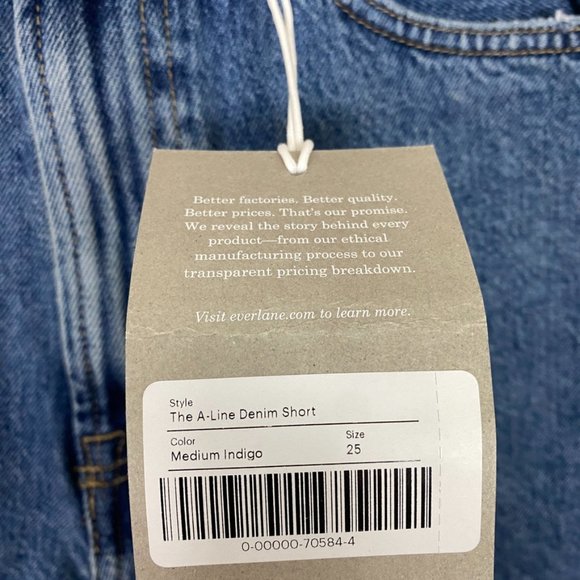 Better factories. Better quality.
Better prices. That's our promise.
We reveal the story behind every
product—from our ethical
manufacturing process to our
transparent pricing breakdown.
Visit everlane.com to learn more.
Style
The A-Line Denim Short
Color
Medium Indigo
Size
25
0-00000-70584-4